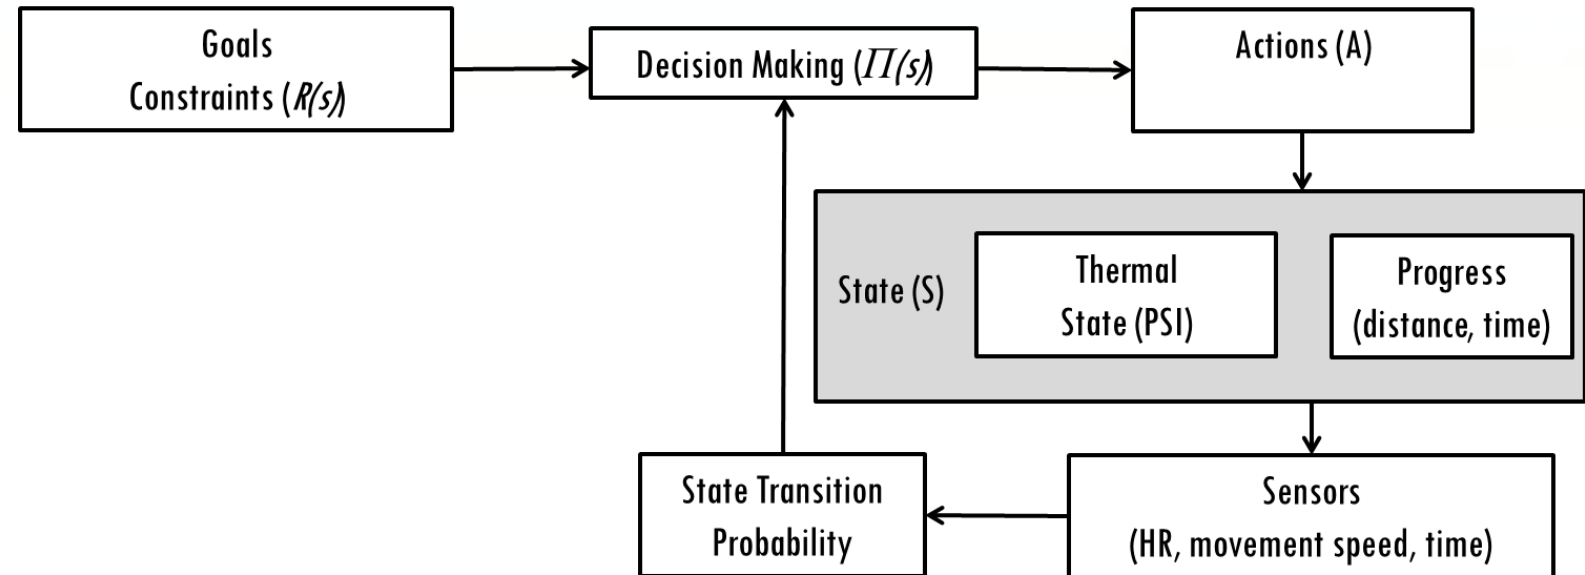 Goals
Constraints (R(s))
Decision Making (Π(s))
Actions (A)
State (S)
Thermal
State (PSI)
Progress
(distance, time)
State Transition
Probability
Sensors
(HR, movement speed, time)